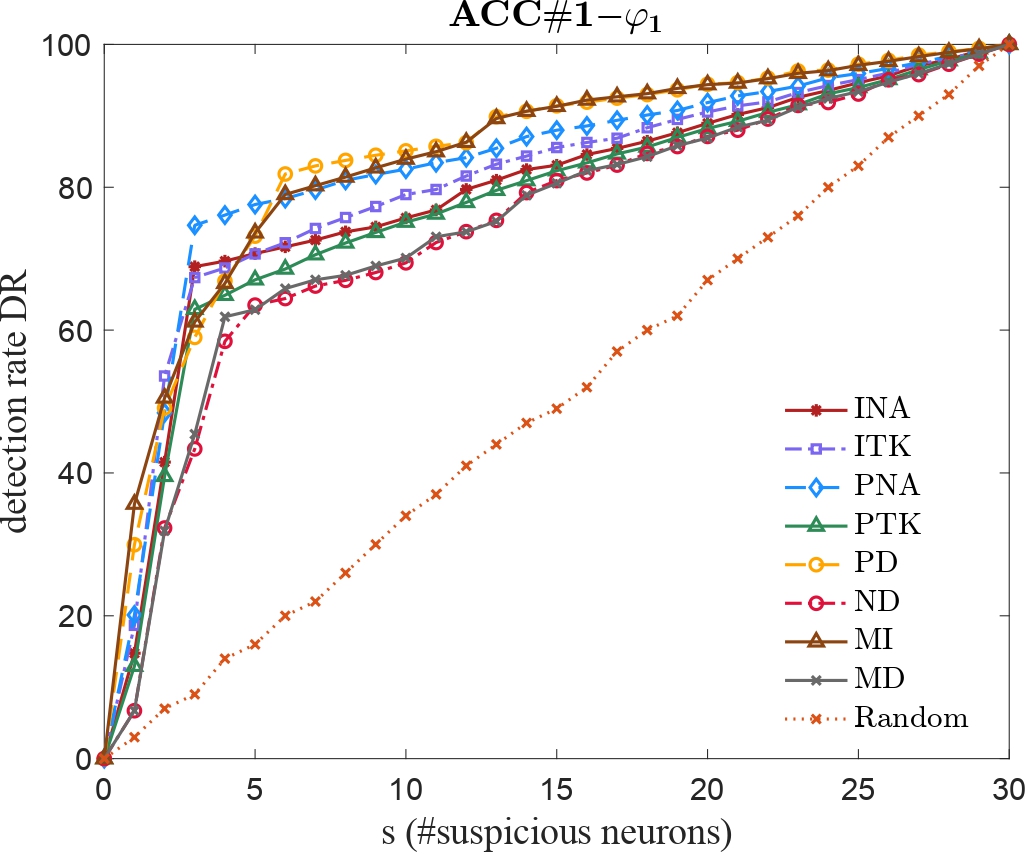 ACC#1−φ₁
100
80
60
40
20
0
detection rate DR
0 5 10 15 20 25 30
s (#suspicious neurons)
INA
ITK
PNA
PTK
PD
ND
MI
MD
Random